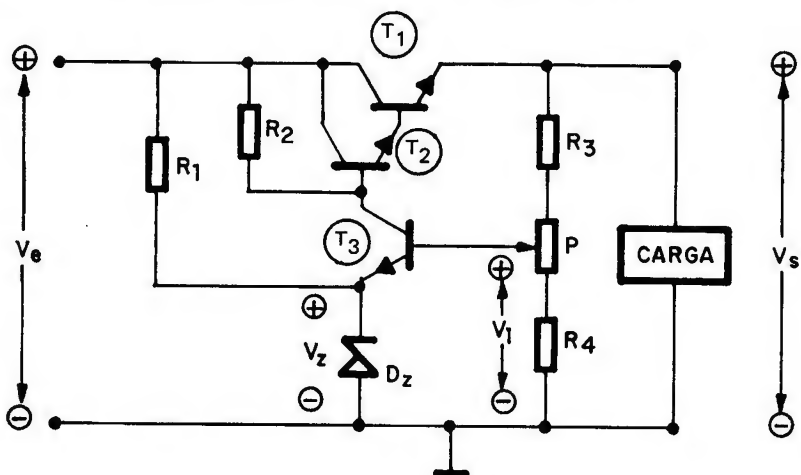 T1
R1
R2
T2
R3
T3
P
CARGA
Ve
Vs
+
-
+
-
+
-
+
-
Vz
Dz
V1
R4